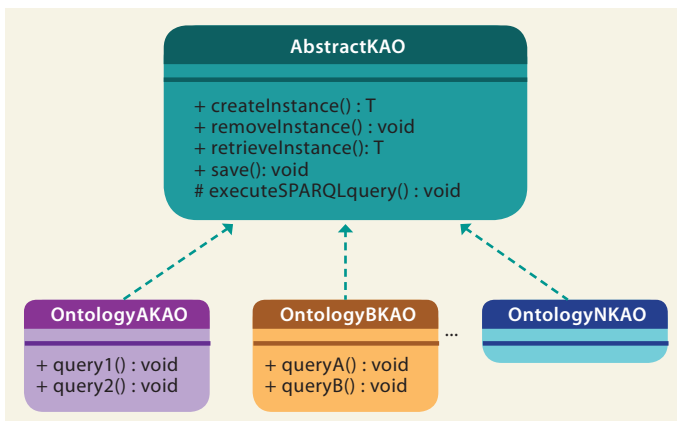 AbstractKAO
+ createInstance() : T
+ removeInstance() : void
+ retrieveInstance(): T
+ save(): void
# executeSPARQLquery() : void
OntologyAKAO
+ query1() : void
+ query2() : void
OntologyBKAO
+ queryA() : void
+ queryB() : void
...
OntologyNKAO